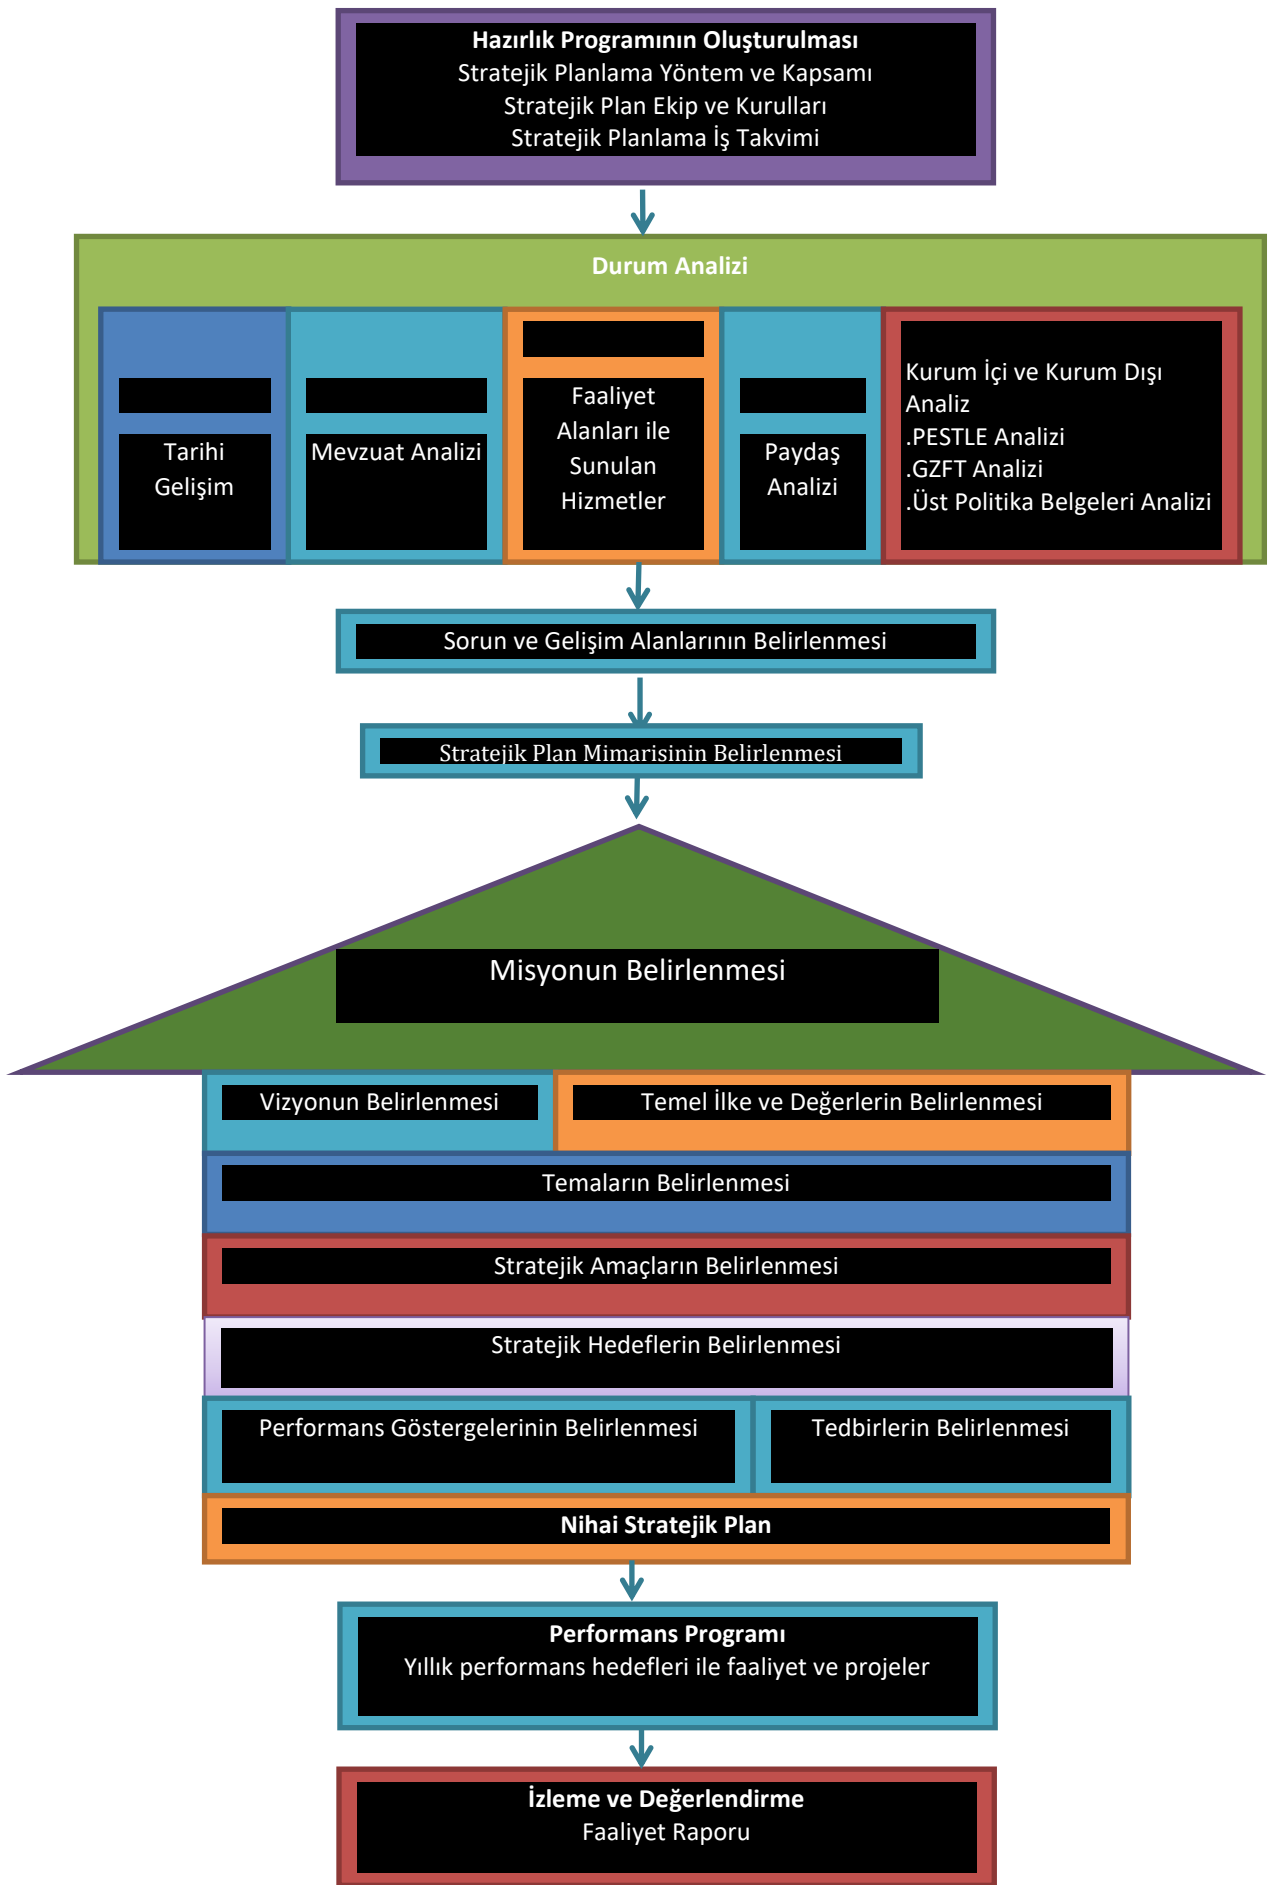 Hazırlık Programının Oluşturulması
Stratejik Planlama Yöntem ve Kapsamı
Stratejik Plan Ekip ve Kurulları
Stratejik Planlama İş Takvimi
Durum Analizi
Tarihi
Gelişim
Mevzuat Analizi
Faaliyet
Alanları ile
Sunulan
Hizmetler
Paydaş
Analizi
Kurum İçi ve Kurum Dışı
Analiz
.PESTLE Analizi
.GZFT Analizi
.Üst Politika Belgeleri Analizi
Sorun ve Gelişim Alanlarının Belirlenmesi
Stratejik Plan Mimarisinin Belirlenmesi
Misyonun Belirlenmesi
Vizyonun Belirlenmesi
Temel İlke ve Değerlerin Belirlenmesi
Temaların Belirlenmesi
Stratejik Amaçların Belirlenmesi
Stratejik Hedeflerin Belirlenmesi
Performans Göstergelerinin Belirlenmesi
Tedbirlerin Belirlenmesi
Nihai Stratejik Plan
Performans Programı
Yıllık performans hedefleri ile faaliyet ve projeler
İzleme ve Değerlendirme
Faaliyet Raporu